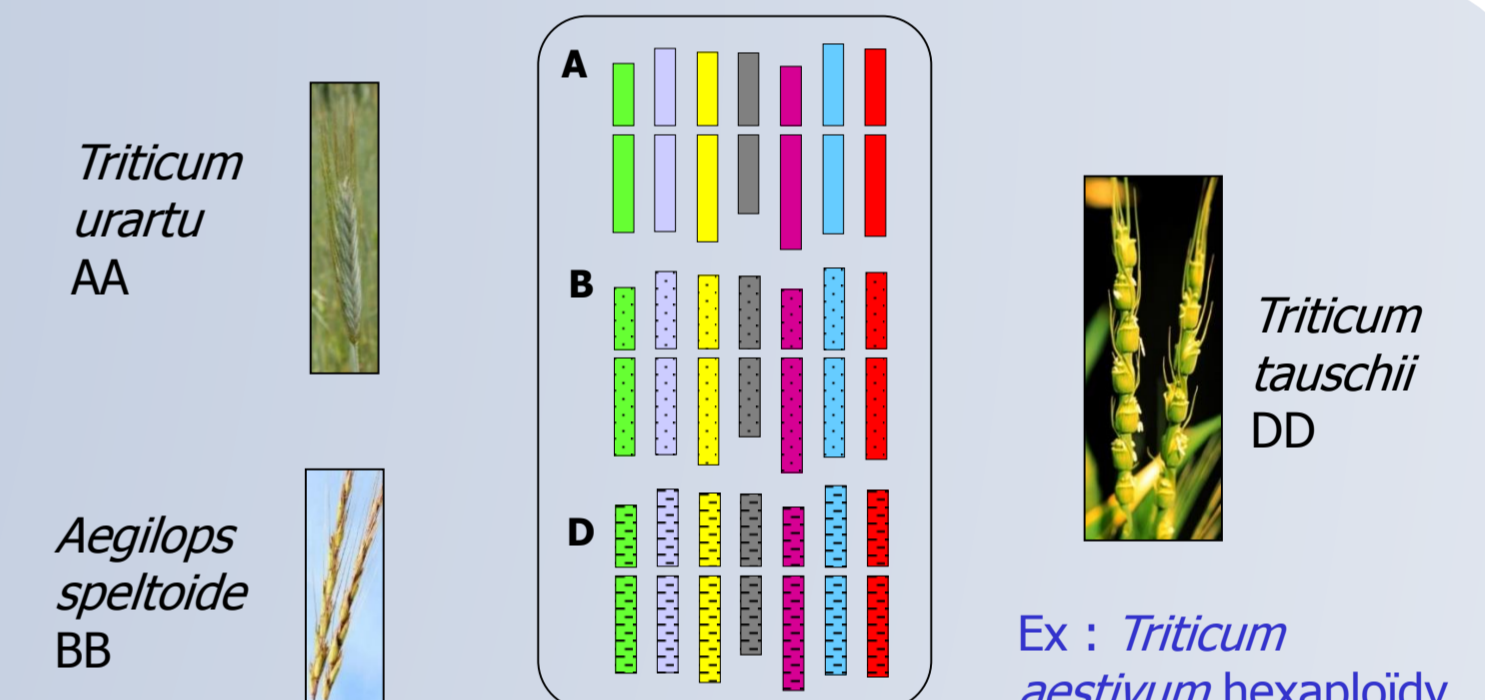 Triticum
urartu
AA
Aegilops
speltoide
BB
A
B
D
Triticum
tauschii
DD
Ex : Triticum
aestivum hexaploïdy